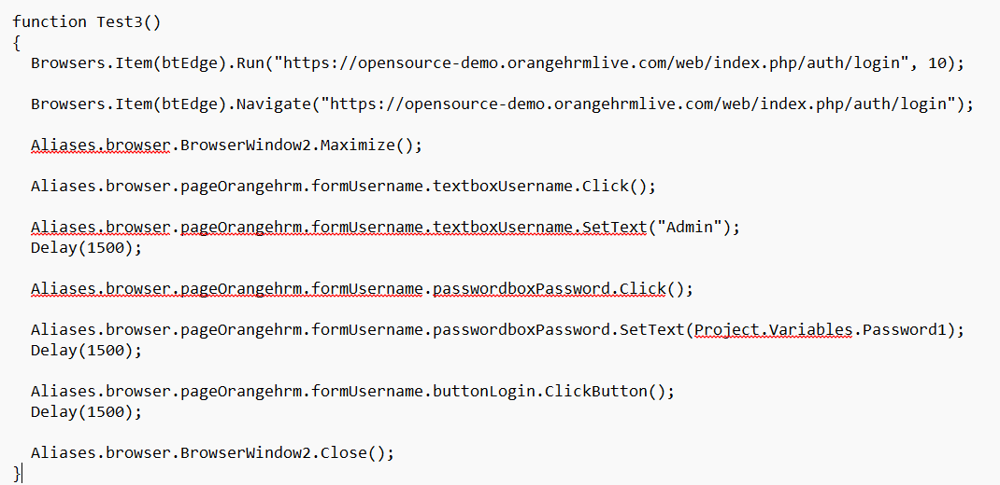 function Test3()
{
Browsers.Item(btEdge).Run("https://opensource-demo.orangehrmlive.com/web/index.php/auth/login", 10);
Browsers.Item(btEdge).Navigate("https://opensource-demo.orangehrmlive.com/web/index.php/auth/login");
Aliases.browser.BrowserWindow2.Maximize();
Aliases.browser.pageOrangehrm.formUsername.textboxUsername.Click();
Aliases.browser.pageOrangehrm.formUsername.textboxUsername.SetText("Admin");
Delay(1500);
Aliases.browser.pageOrangehrm.formUsername.passwordboxPassword.Click();
Aliases.browser.pageOrangehrm.formUsername.passwordboxPassword.SetText(Project.Variables.Password1);
Delay(1500);
Aliases.browser.pageOrangehrm.formUsername.buttonLogin.ClickButton();
Delay(1500);
Aliases.browser.BrowserWindow2.Close();
}